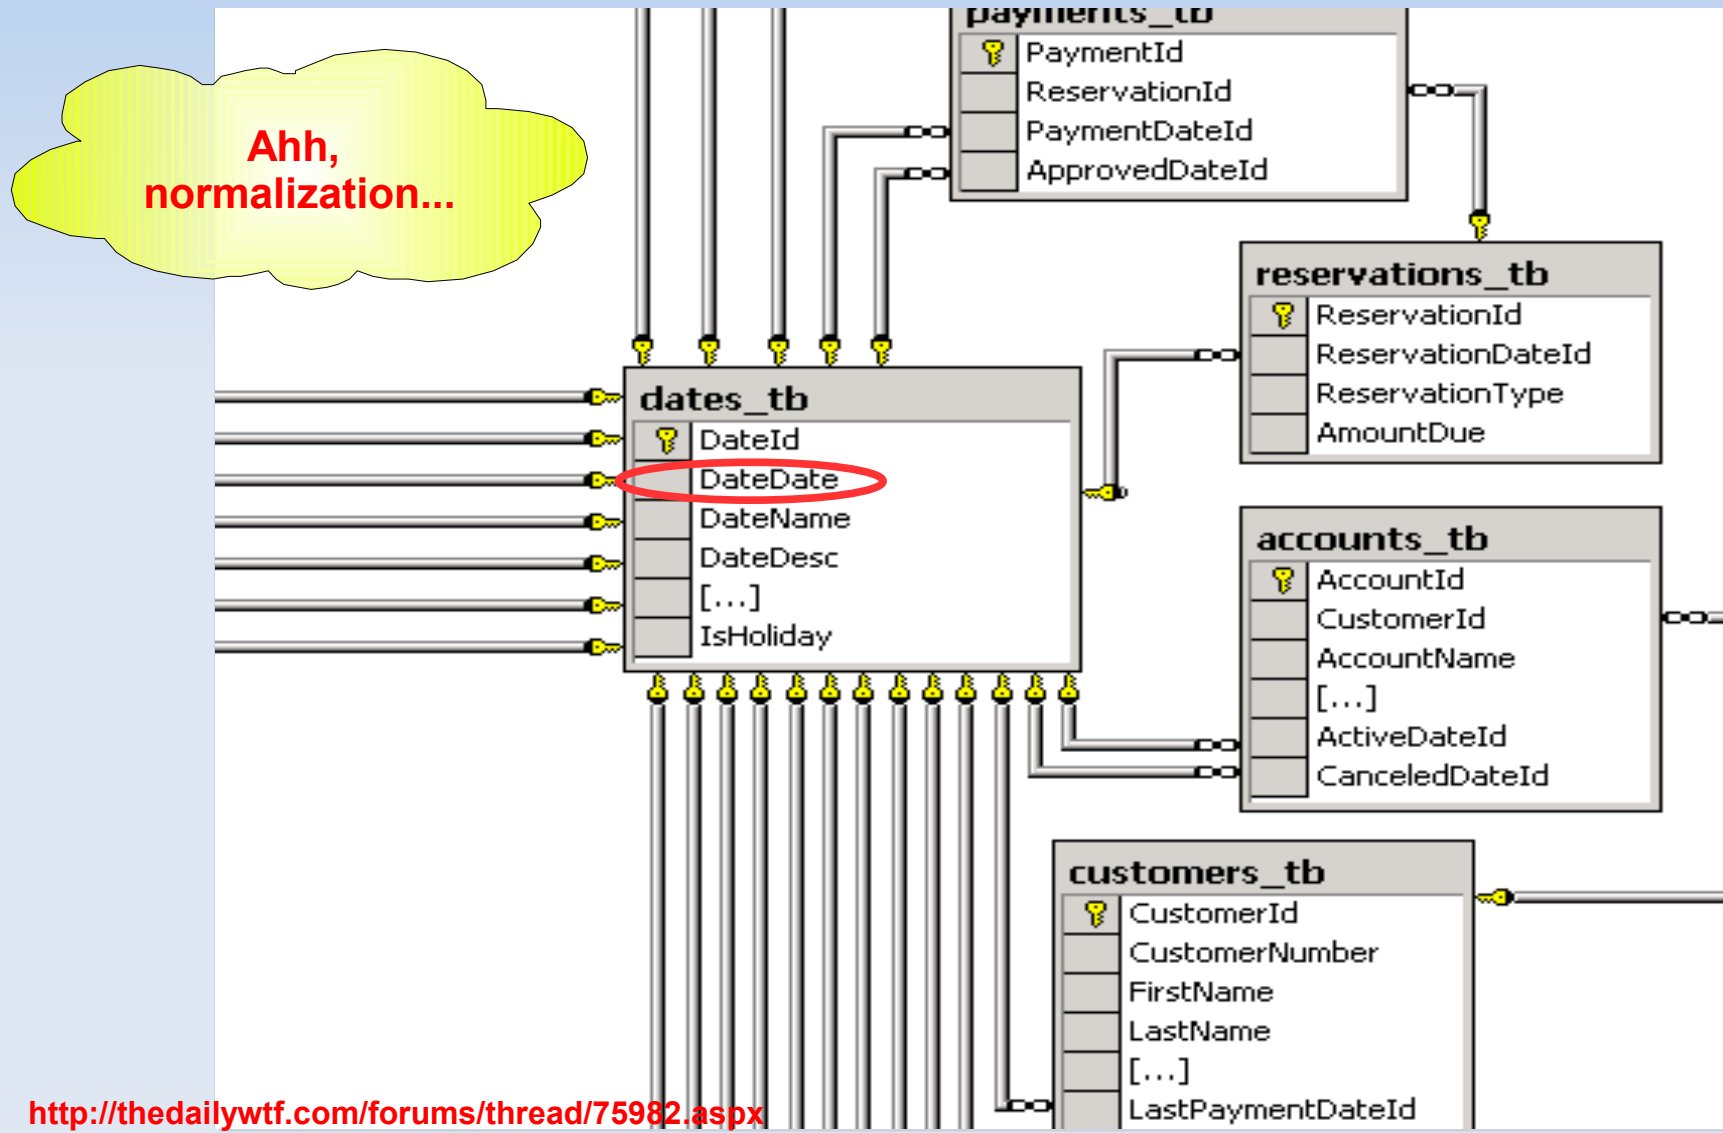 Ahh,
normalization...
payments_tb
PaymentId
ReservationId
PaymentDateId
ApprovedDateId
reservations_tb
ReservationId
ReservationDateId
ReservationType
AmountDue
dates_tb
DateId
DateDate
DateName
DateDesc
[...]
IsHoliday
accounts_tb
AccountId
CustomerId
AccountName
[...]
ActiveDateId
CanceledDateId
customers_tb
CustomerId
CustomerNumber
FirstName
LastName
[...]
LastPaymentDateId
http://thedailywtf.com/forums/thread/75982.aspx